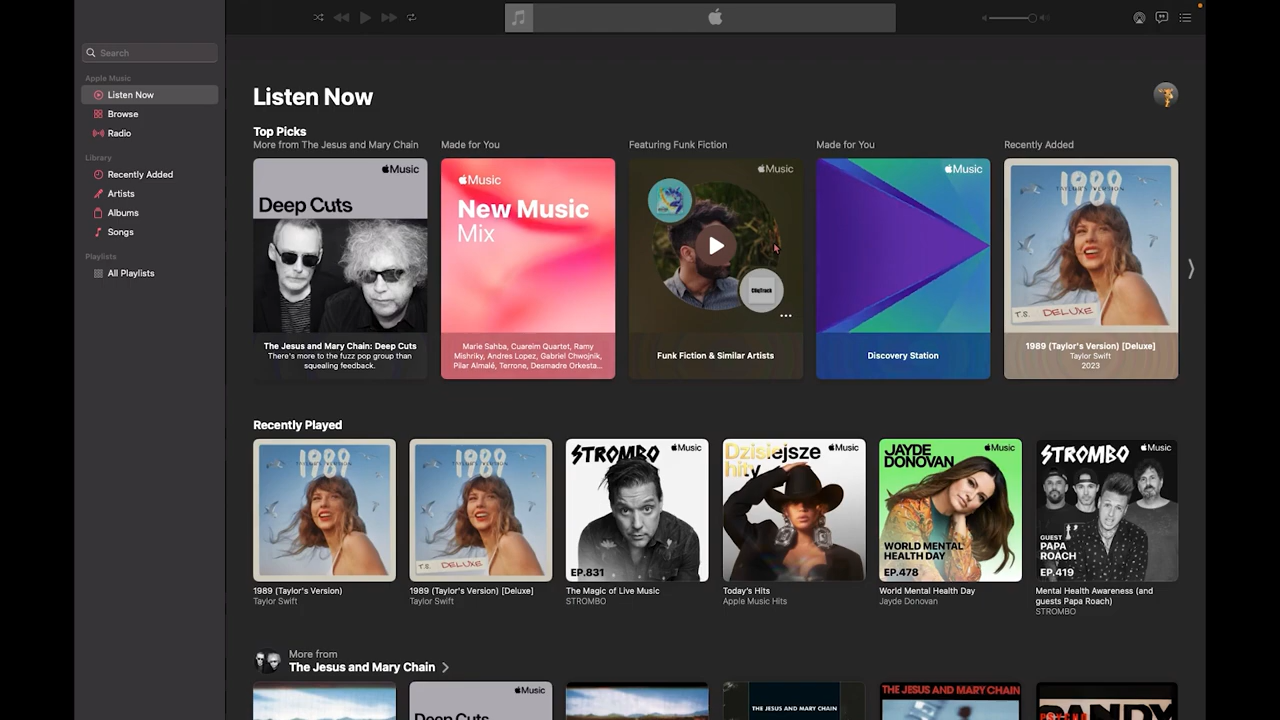 Search
Apple Music
Listen Now
Browse
Radio
Library
Recently Added
Artists
Albums
Songs
Playlists
All Playlists
Listen Now
Top Picks
More from The Jesus and Mary Chain
Made for You
Featuring Funk Fiction
Made for You
Recently Added
Music
Deep Cuts
The Jesus and Mary Chain: Deep Cuts
There's more to the fuzz pop group than
squealing feedback.
Music
New Music
Mix
Marie Sahba, Cuareim Quartet, Ramy
Mishriky, Andres Lopez, Gabriel Chwojnik,
Pilar Almalé, Terrone, Desmadre Orkesta...
Music
CliqTrack
Funk Fiction & Similar Artists
Music
Discovery Station
1989
TAYLOR'S VERSION
T.S. DELUXE
1989 (Taylor's Version) [Deluxe]
Taylor Swift
2023
Recently Played
1989
TAYLOR'S VERSION
1989 (Taylor's Version)
Taylor Swift
1989
TAYLOR'S VERSION
T.S. DELUXE
1989 (Taylor's Version) [Deluxe]
Taylor Swift
STROMBO
Music
EP.831
The Magic of Live Music
STROMBO
Dzisiejsze
hity
Music
Today's Hits
Apple Music Hits
JAYDE
DONOVAN
Music
WORLD MENTAL
HEALTH DAY
EP.478
World Mental Health Day
Jayde Donovan
STROMBO
Music
GUEST
PAPA
ROACH
EP.419
Mental Health Awareness (and
guests Papa Roach)
STROMBO
More from
The Jesus and Mary Chain
Music
Deep Cuts
THE JESUS AND MARY CHAIN
THE JESUS AND MARY CHAIN
PSYCHO
CANDY